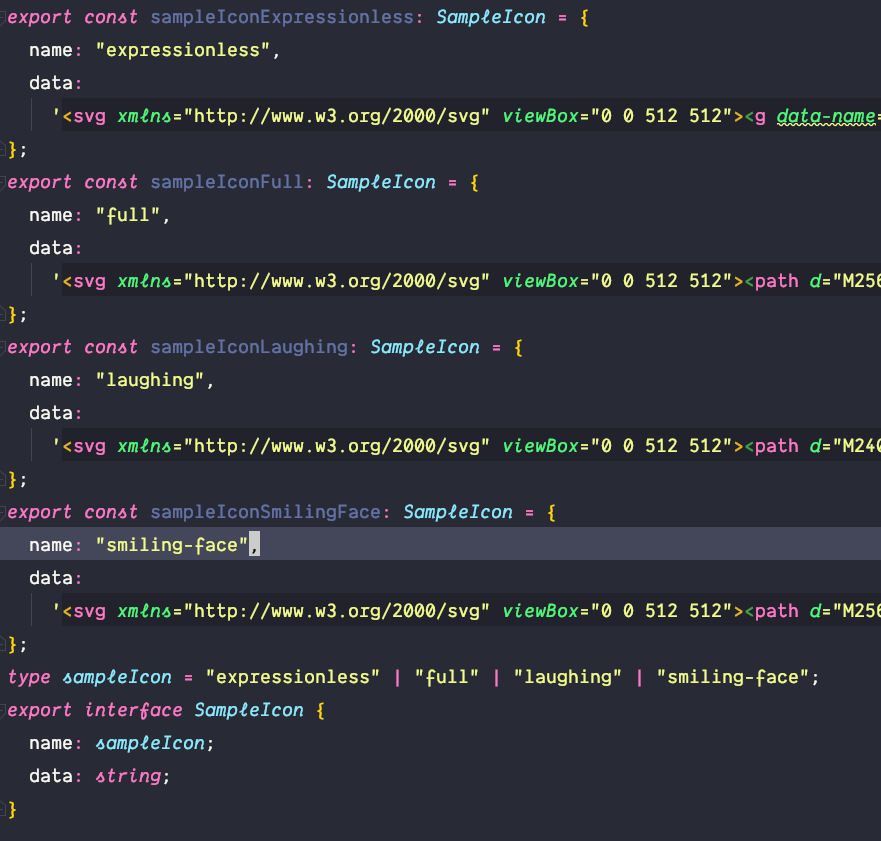 export const sampleIconExpressionless: SampleIcon = {
name: "expressionless",
data:
'<svg xmlns="http://www.w3.org/2000/svg" viewBox="0 0 512 512"><g data-name=
};
export const sampleIconFull: SampleIcon = {
name: "full",
data:
'<svg xmlns="http://www.w3.org/2000/svg" viewBox="0 0 512 512"><path d="M256
};
export const sampleIconLaughing: SampleIcon = {
name: "laughing",
data:
'<svg xmlns="http://www.w3.org/2000/svg" viewBox="0 0 512 512"><path d="M240
};
export const sampleIconSmilingFace: SampleIcon = {
name: "smiling-face",
data:
'<svg xmlns="http://www.w3.org/2000/svg" viewBox="0 0 512 512"><path d="M256
};
type sampleIcon = "expressionless" | "full" | "laughing" | "smiling-face";
export interface SampleIcon {
name: sampleIcon;
data: string;
}